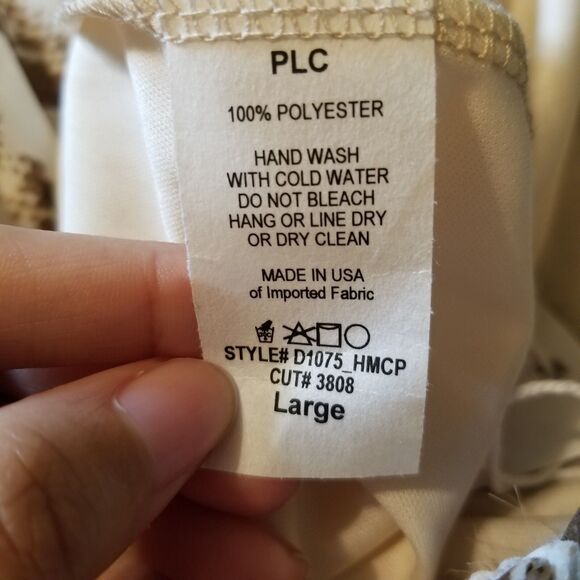 PLC
100% POLYESTER
HAND WASH
WITH COLD WATER
DO NOT BLEACH
HANG OR LINE DRY
OR DRY CLEAN
MADE IN USA
of Imported Fabric
STYLE# D1075_HMCP
CUT# 3808
Large